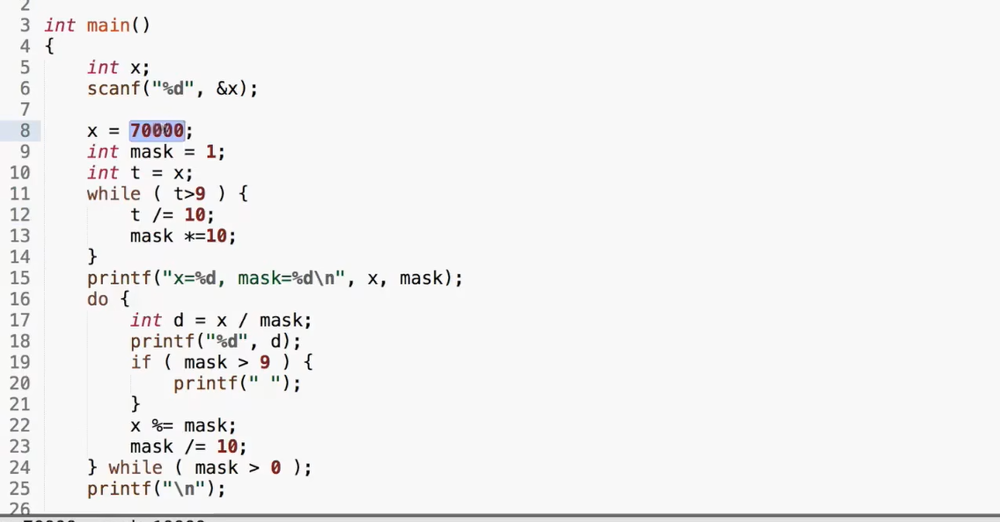 2
3 int main()
4 {
5     int x;
6     scanf("%d", &x);
7
8     x = 70000;
9     int mask = 1;
10     int t = x;
11     while ( t>9 ) {
12         t /= 10;
13         mask *=10;
14     }
15     printf("x=%d, mask=%d\n", x, mask);
16     do {
17         int d = x / mask;
18         printf("%d", d);
19         if ( mask > 9 ) {
20             printf(" ");
21         }
22         x %= mask;
23         mask /= 10;
24     } while ( mask > 0 );
25     printf("\n");
26